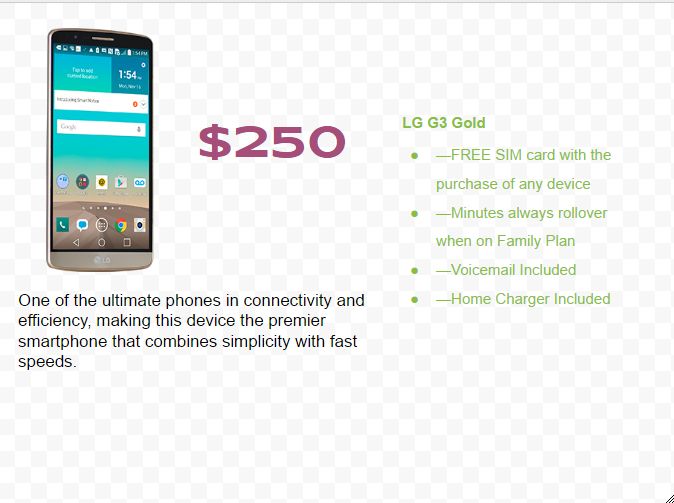 1:54 PM
Tap to add
current location
1:54
Mon, Nov 16
Introducing Smart Notice
Google
LG
$250
LG G3 Gold
—FREE SIM card with the
purchase of any device
—Minutes always rollover
when on Family Plan
—Voicemail Included
—Home Charger Included
One of the ultimate phones in connectivity and
efficiency, making this device the premier
smartphone that combines simplicity with fast
speeds.